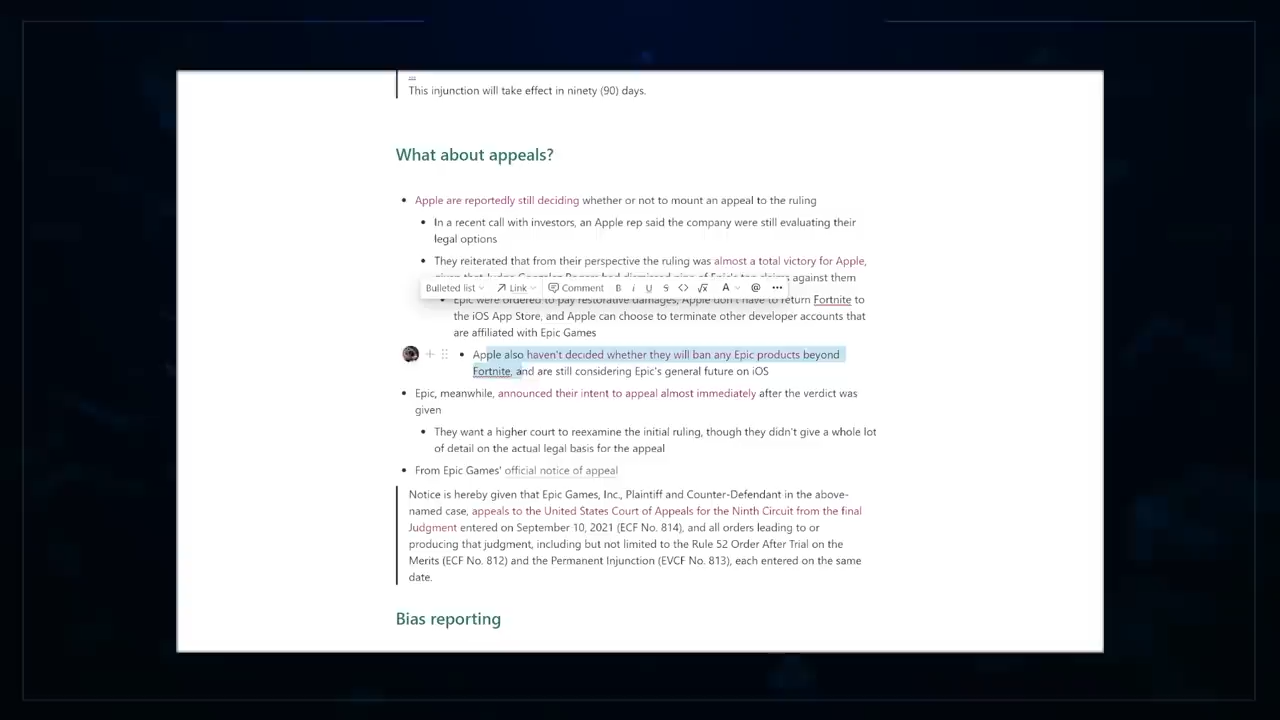 This injunction will take effect in ninety (90) days.
What about appeals?
Apple are reportedly still deciding whether or not to mount an appeal to the ruling
In a recent call with investors, an Apple rep said the company were still evaluating their
legal options
They reiterated that from their perspective the ruling was almost a total victory for Apple,
against them
Bulleted list Link Comment B i U S A @
Epic were ordered to pay restorative damages, Apple don't have to return Fortnite to
the iOS App Store, and Apple can choose to terminate other developer accounts that
are affiliated with Epic Games
Apple also haven't decided whether they will ban any Epic products beyond
Fortnite, and are still considering Epic's general future on iOS
Epic, meanwhile, announced their intent to appeal almost immediately after the verdict was
given
They want a higher court to reexamine the initial ruling, though they didn't give a whole lot
of detail on the actual legal basis for the appeal
From Epic Games' official notice of appeal
Notice is hereby given that Epic Games, Inc., Plaintiff and Counter-Defendant in the above-
named case, appeals to the United States Court of Appeals for the Ninth Circuit from the final
Judgment entered on September 10, 2021 (ECF No. 814), and all orders leading to or
producing that judgment, including but not limited to the Rule 52 Order After Trial on the
Merits (ECF No. 812) and the Permanent Injunction (EVCF No. 813), each entered on the same
date.
Bias reporting